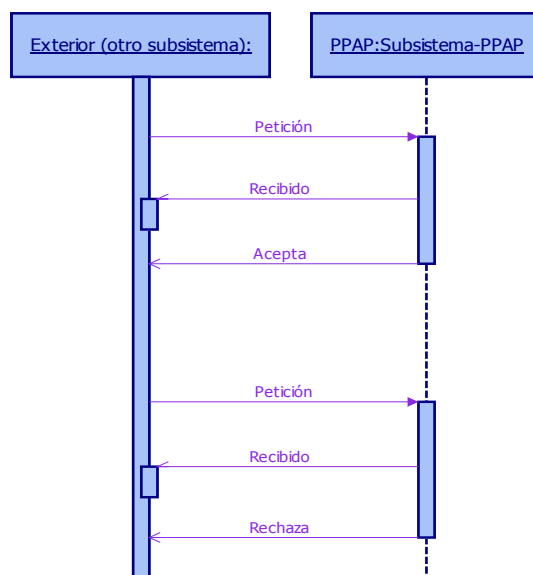 Exterior (otro subsistema):
PPAP:Subsistema-PPAP
Petición
Recibido
Acepta
Petición
Recibido
Rechaza